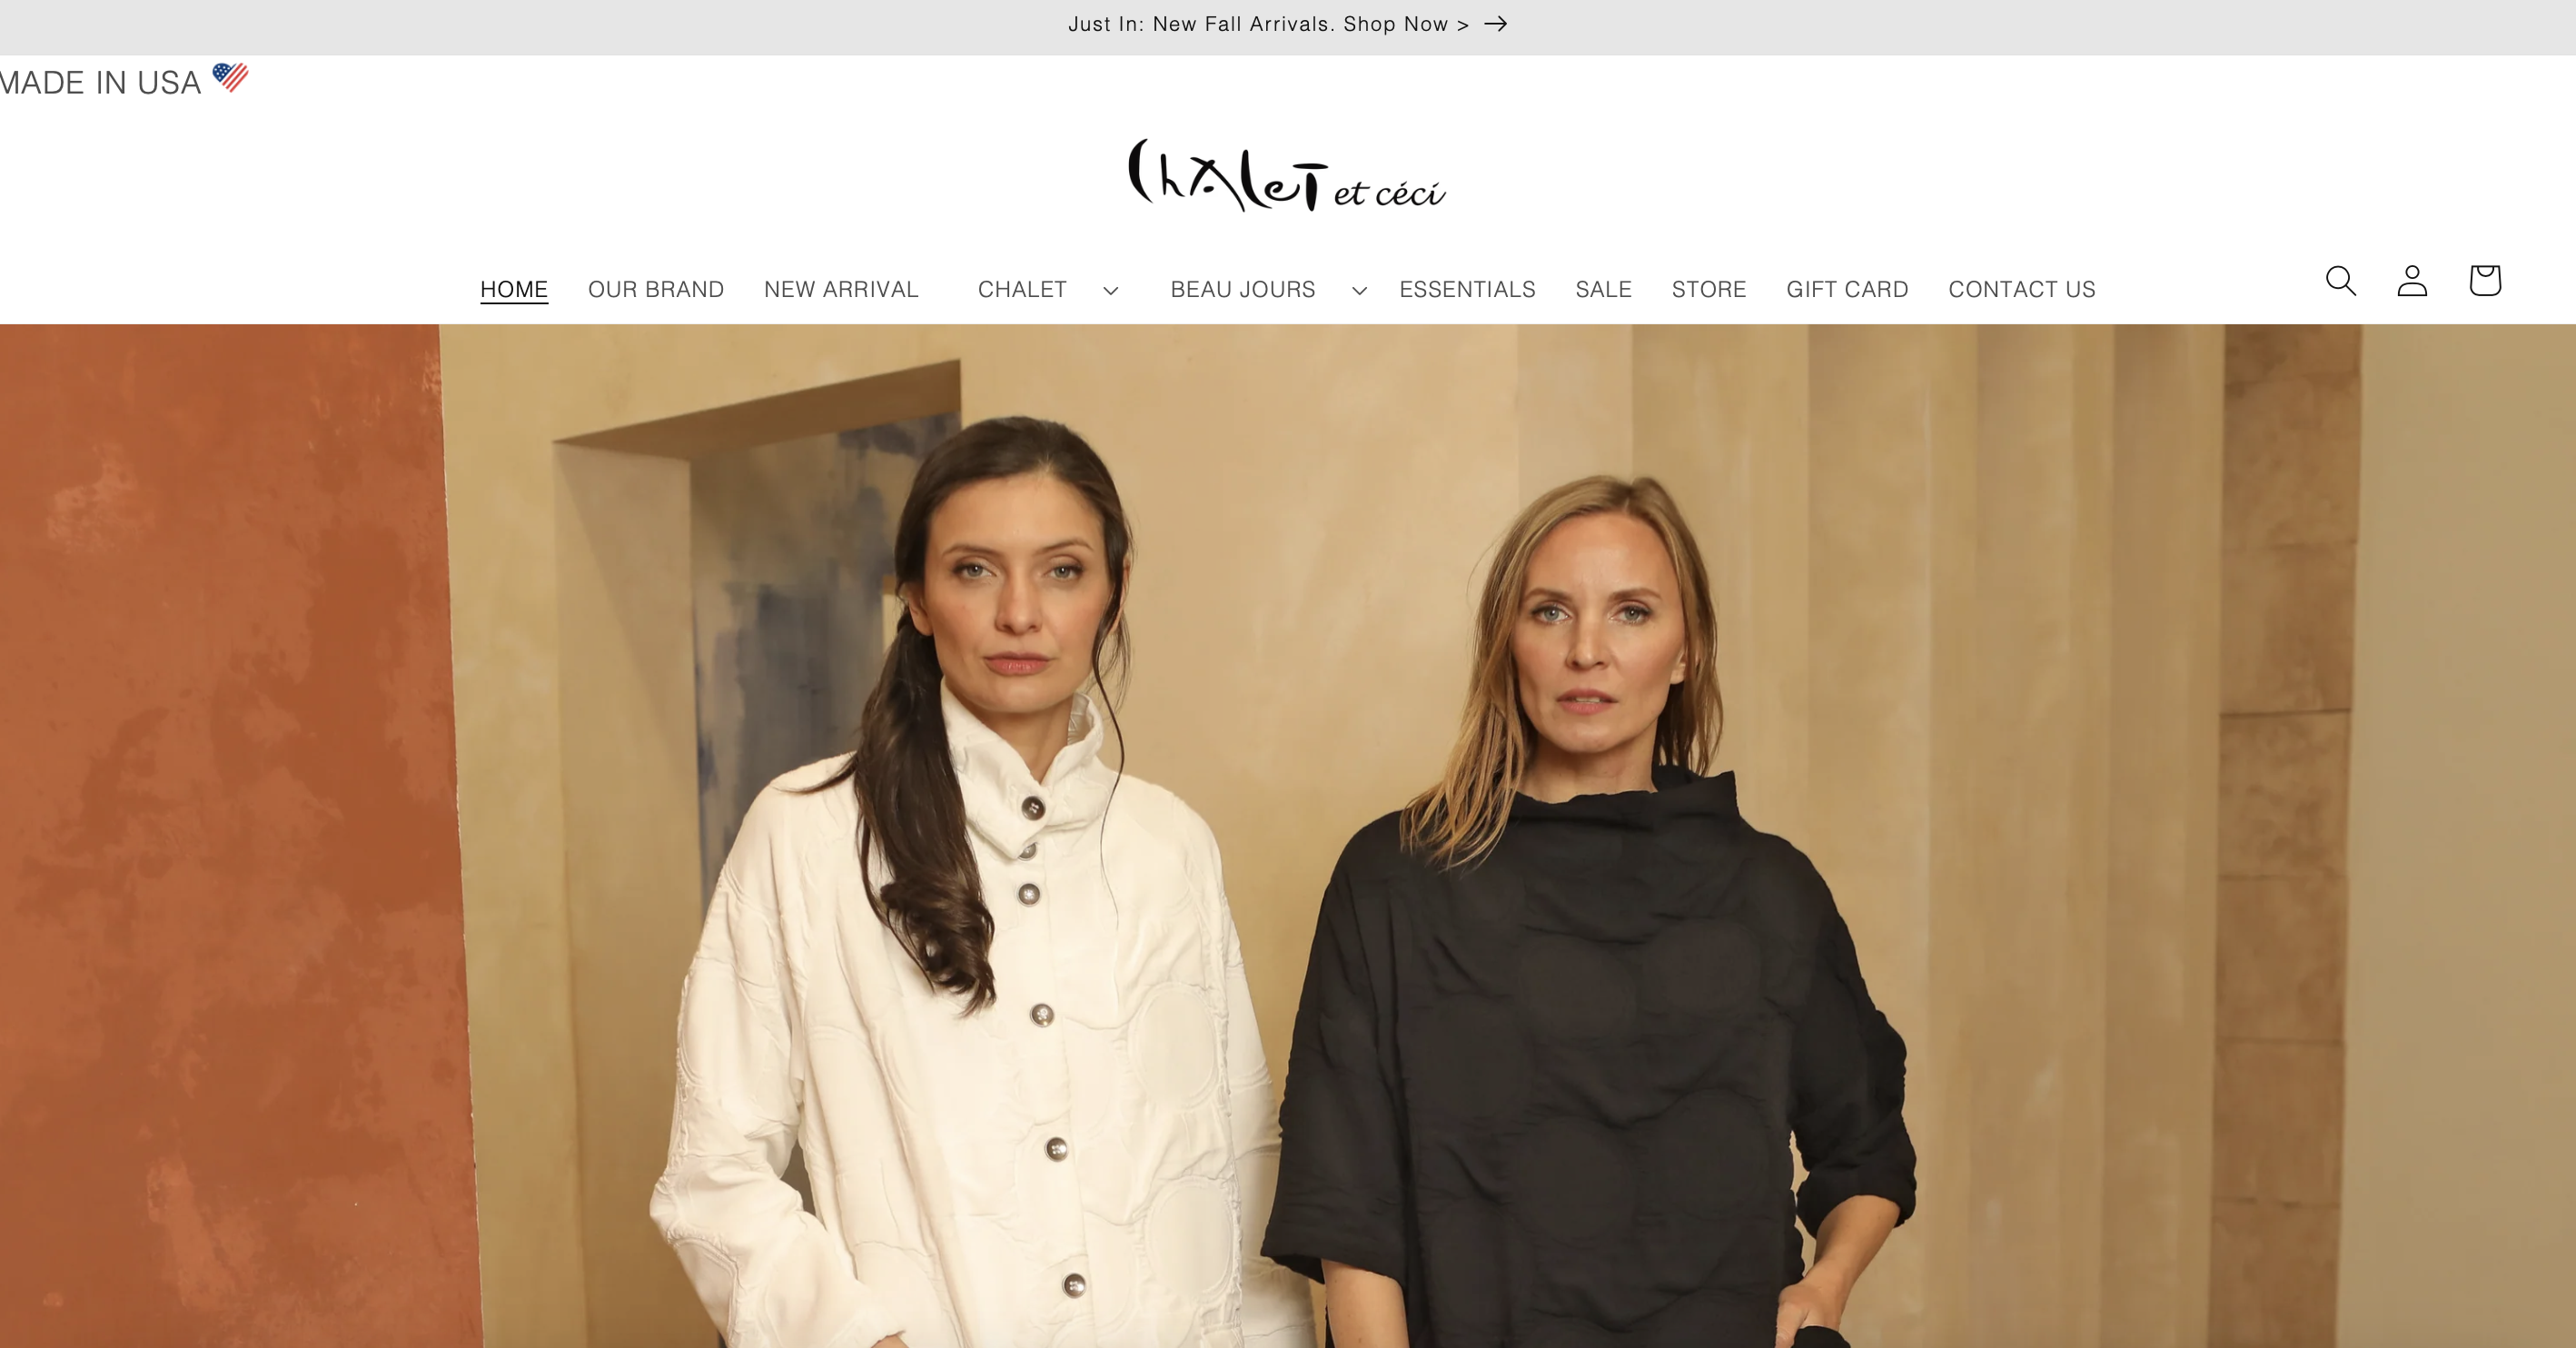 Just In: New Fall Arrivals. Shop Now > →
MADE IN USA
ChAleT et céci
HOME OUR BRAND NEW ARRIVAL CHALET BEAU JOURS ESSENTIALS SALE STORE GIFT CARD CONTACT US